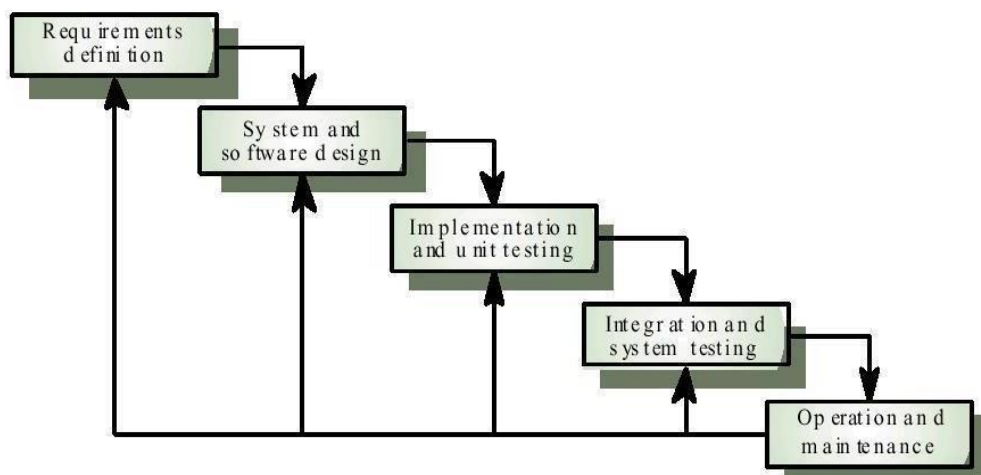 Requirements
definition
System and
software design
Implementation
and unit testing
Integration and
system testing
Operation and
maintenance